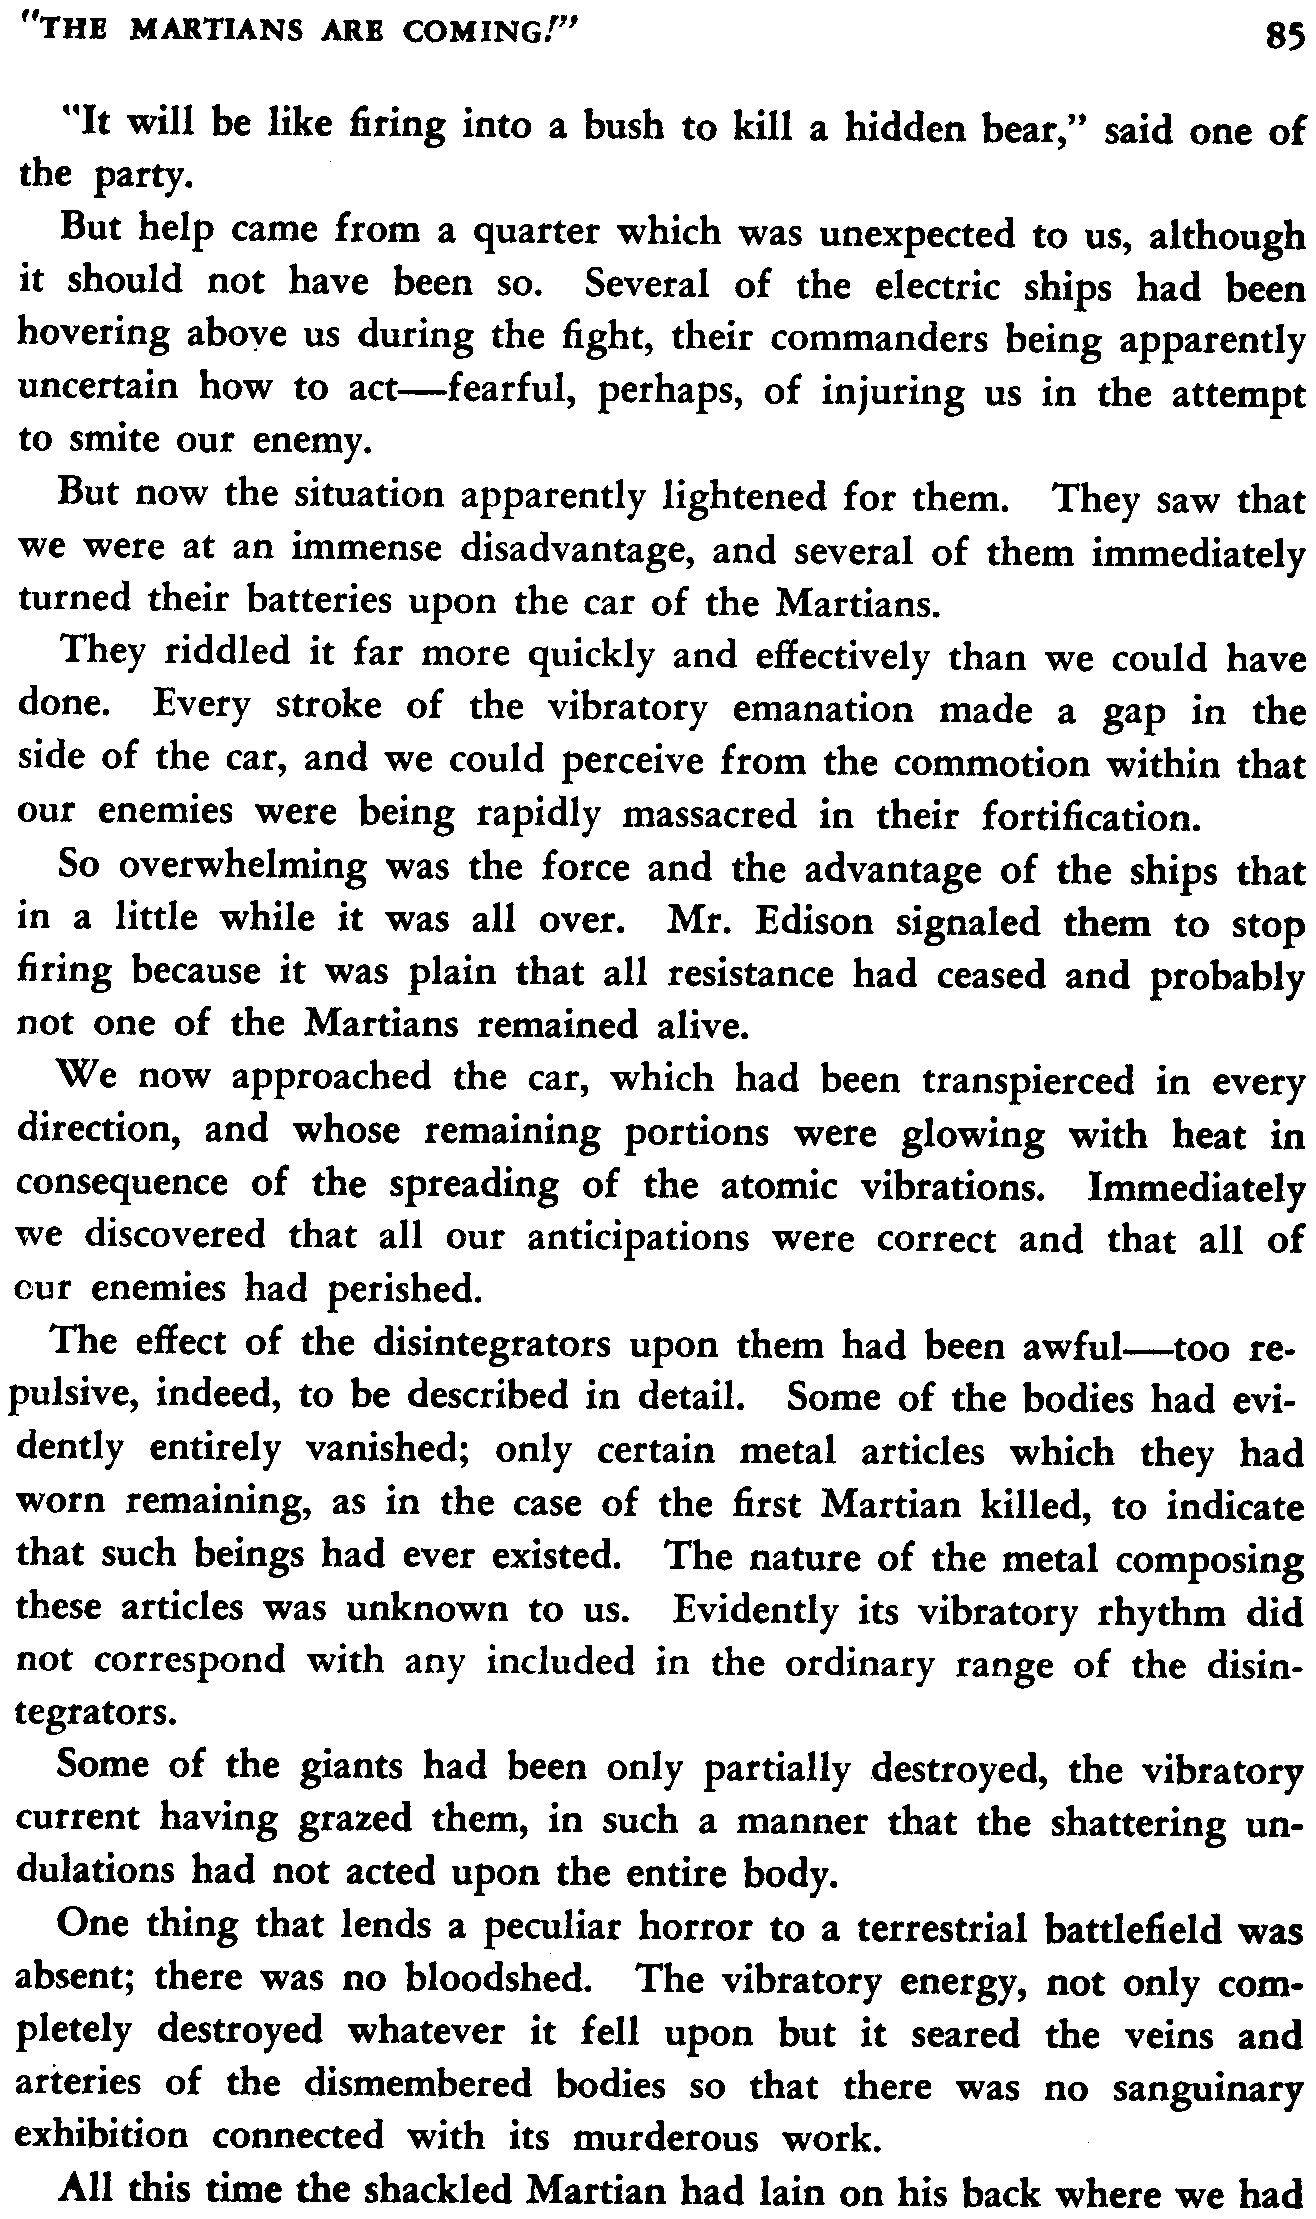 "THE MARTIANS ARE COMING!" 85
"It will be like firing into a bush to kill a hidden bear," said one of
the party.
But help came from a quarter which was unexpected to us, although
it should not have been so. Several of the electric ships had been
hovering above us during the fight, their commanders being apparently
uncertain how to act—fearful, perhaps, of injuring us in the attempt
to smite our enemy.
But now the situation apparently lightened for them. They saw that
we were at an immense disadvantage, and several of them immediately
turned their batteries upon the car of the Martians.
They riddled it far more quickly and effectively than we could have
done. Every stroke of the vibratory emanation made a gap in the
side of the car, and we could perceive from the commotion within that
our enemies were being rapidly massacred in their fortification.
So overwhelming was the force and the advantage of the ships that
in a little while it was all over. Mr. Edison signaled them to stop
firing because it was plain that all resistance had ceased and probably
not one of the Martians remained alive.
We now approached the car, which had been transpierced in every
direction, and whose remaining portions were glowing with heat in
consequence of the spreading of the atomic vibrations. Immediately
we discovered that all our anticipations were correct and that all of
our enemies had perished.
The effect of the disintegrators upon them had been awful—too re-
pulsive, indeed, to be described in detail. Some of the bodies had evi-
dently entirely vanished; only certain metal articles which they had
worn remaining, as in the case of the first Martian killed, to indicate
that such beings had ever existed. The nature of the metal composing
these articles was unknown to us. Evidently its vibratory rhythm did
not correspond with any included in the ordinary range of the disin-
tegrators.
Some of the giants had been only partially destroyed, the vibratory
current having grazed them, in such a manner that the shattering un-
dulations had not acted upon the entire body.
One thing that lends a peculiar horror to a terrestrial battlefield was
absent; there was no bloodshed. The vibratory energy, not only com-
pletely destroyed whatever it fell upon but it seared the veins and
arteries of the dismembered bodies so that there was no sanguinary
exhibition connected with its murderous work.
All this time the shackled Martian had lain on his back where we had